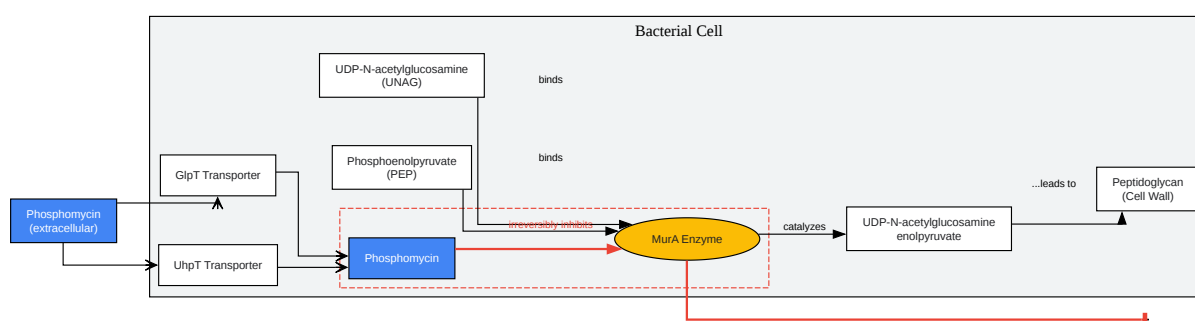 Bacterial Cell
UDP-N-acetylglucosamine
(UNAG)
binds
Phosphoenolpyruvate
(PEP)
binds
GlpT Transporter
...leads to
Peptidoglycan
(Cell Wall)
Phosphomycin
(extracellular)
irreversibly inhibits
UDP-N-acetylglucosamine
enolpyruvate
catalyzes
MurA Enzyme
UhpT Transporter
Phosphomycin